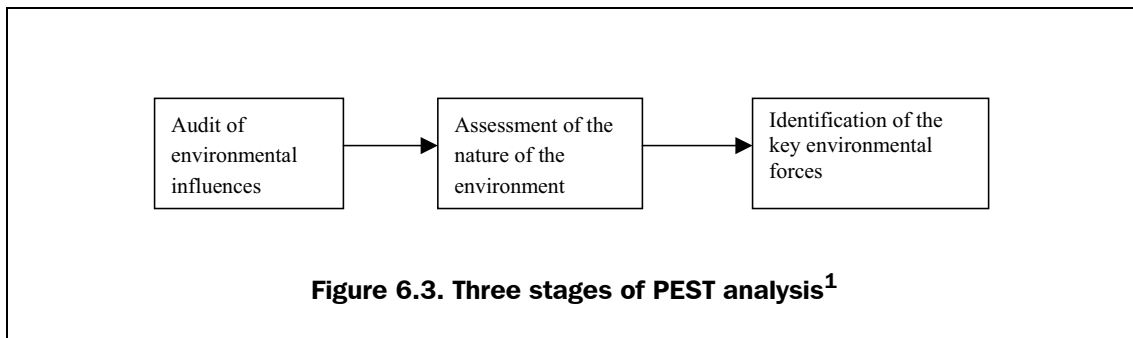 Audit of
environmental
influences
Assessment of the
nature of the
environment
Identification of the
key environmental
forces
Figure 6.3. Three stages of PEST analysis1